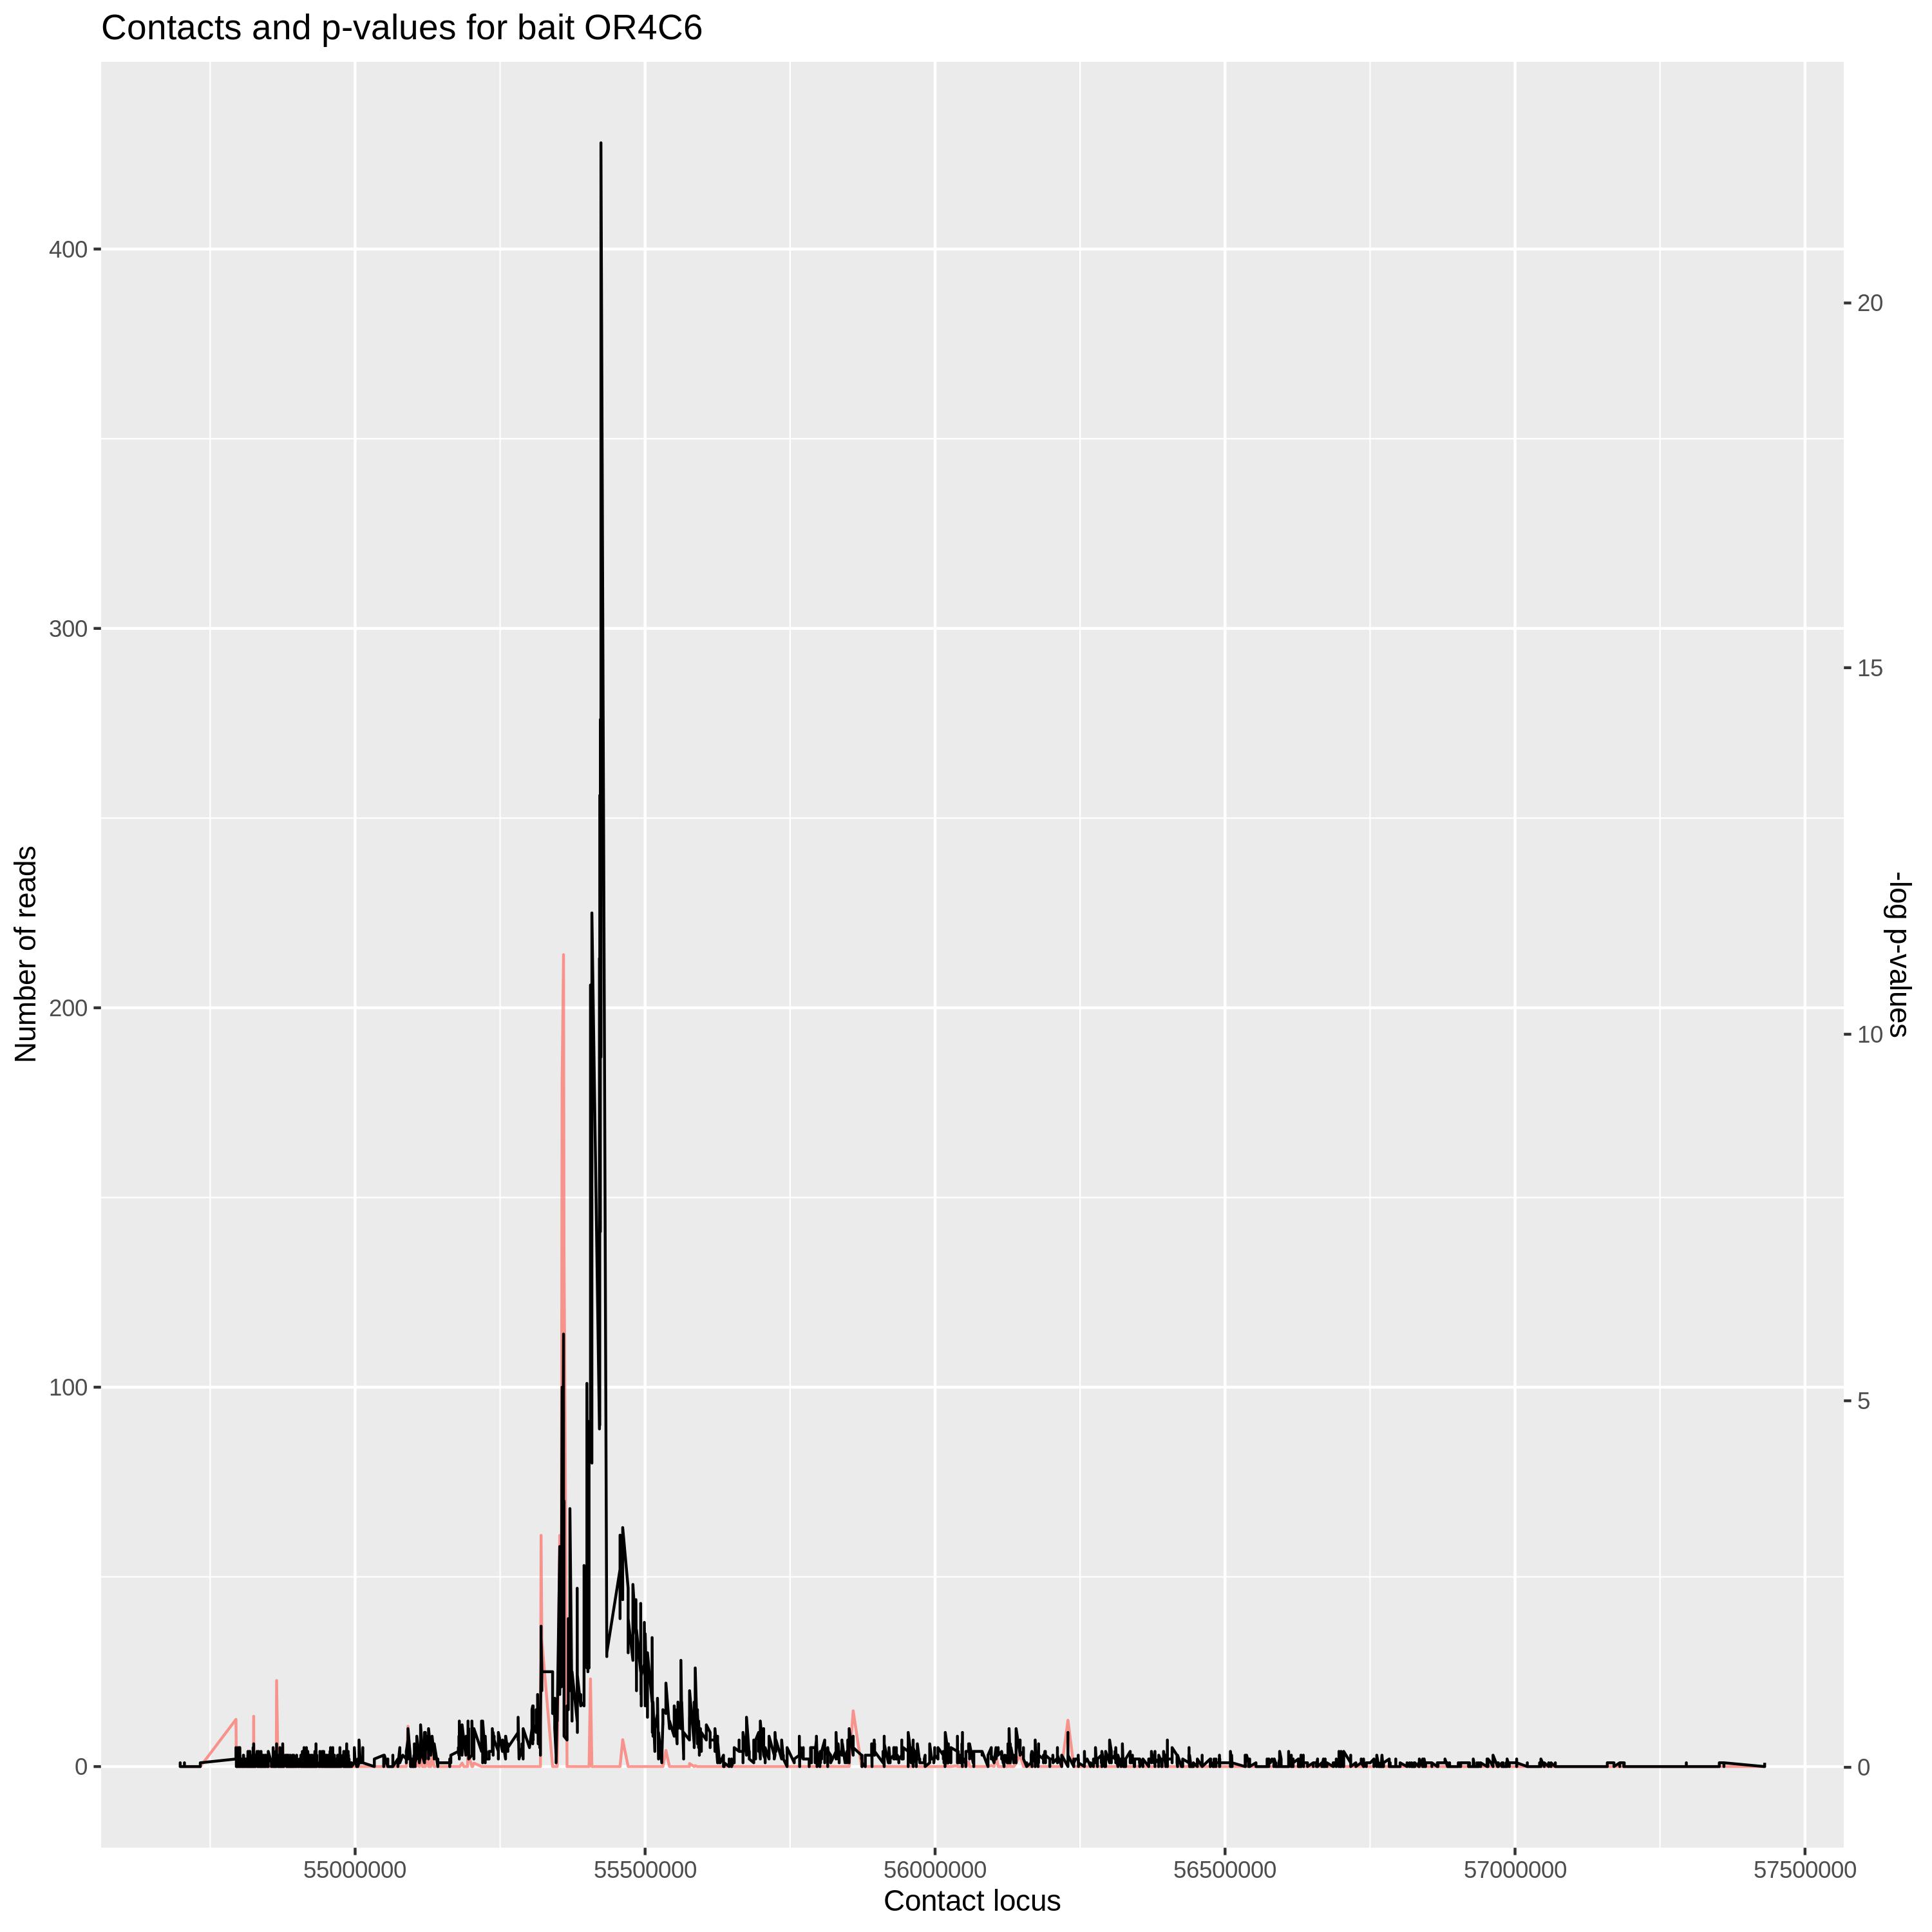 Contacts and p-values for bait OR4C6
400
300
200
100
0
Number of reads
20
15
10
5
0
-log p-values
55000000 55500000 56000000 56500000 57000000 57500000
Contact locus